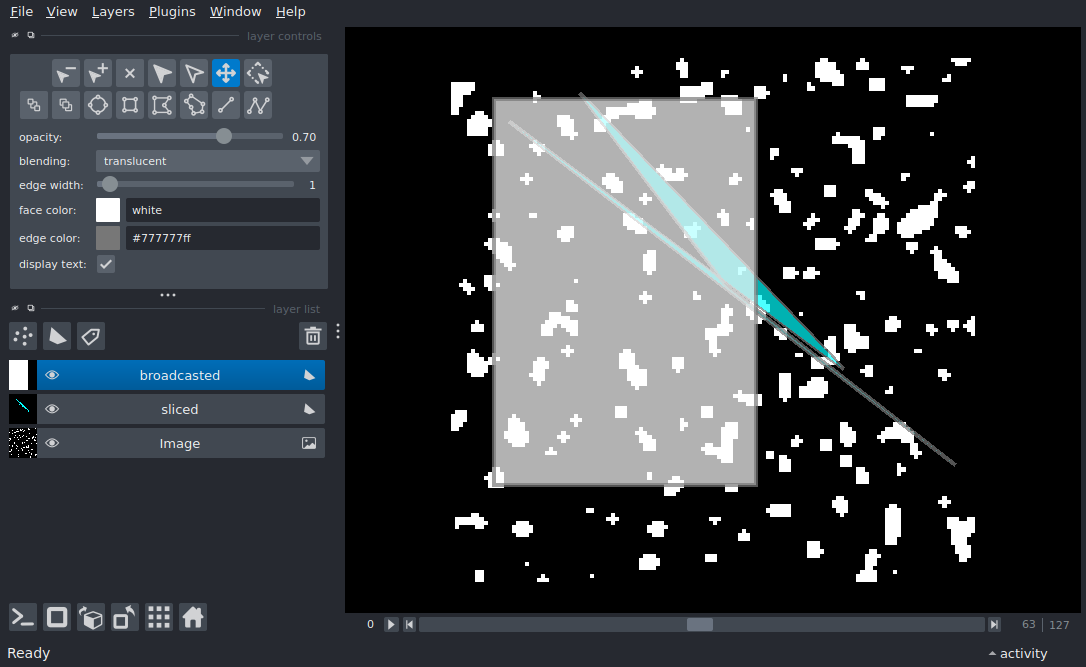 File View Layers Plugins Window Help
layer controls
opacity: 0.70
blending: translucent
edge width: 1
face color: white
edge color: #777777ff
display text:
layer list
broadcasted
sliced
Image
0 63 127
Ready activity